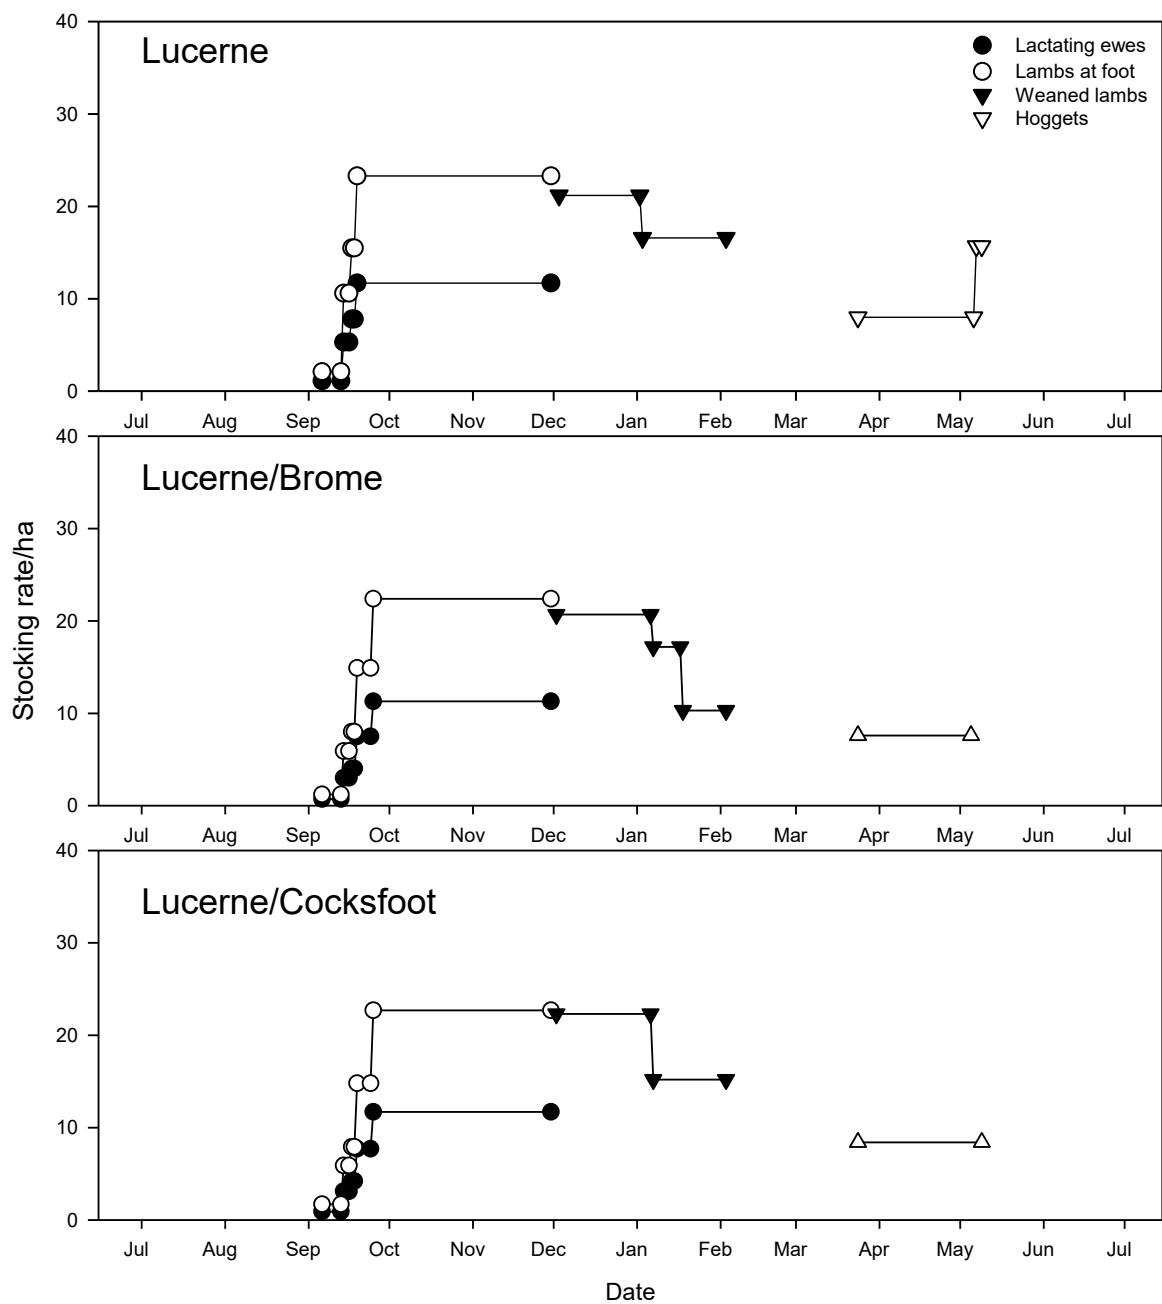 40
Lucerne
Lactating ewes
Lambs at foot
Weaned lambs
Hoggets
30
20
10
0
Jul Aug Sep Oct Nov Dec Jan Feb Mar Apr May Jun Jul
40
Lucerne/Brome
30
20
10
0
Stocking rate/ha
Jul Aug Sep Oct Nov Dec Jan Feb Mar Apr May Jun Jul
40
Lucerne/Cocksfoot
30
20
10
0
Jul Aug Sep Oct Nov Dec Jan Feb Mar Apr May Jun Jul
Date